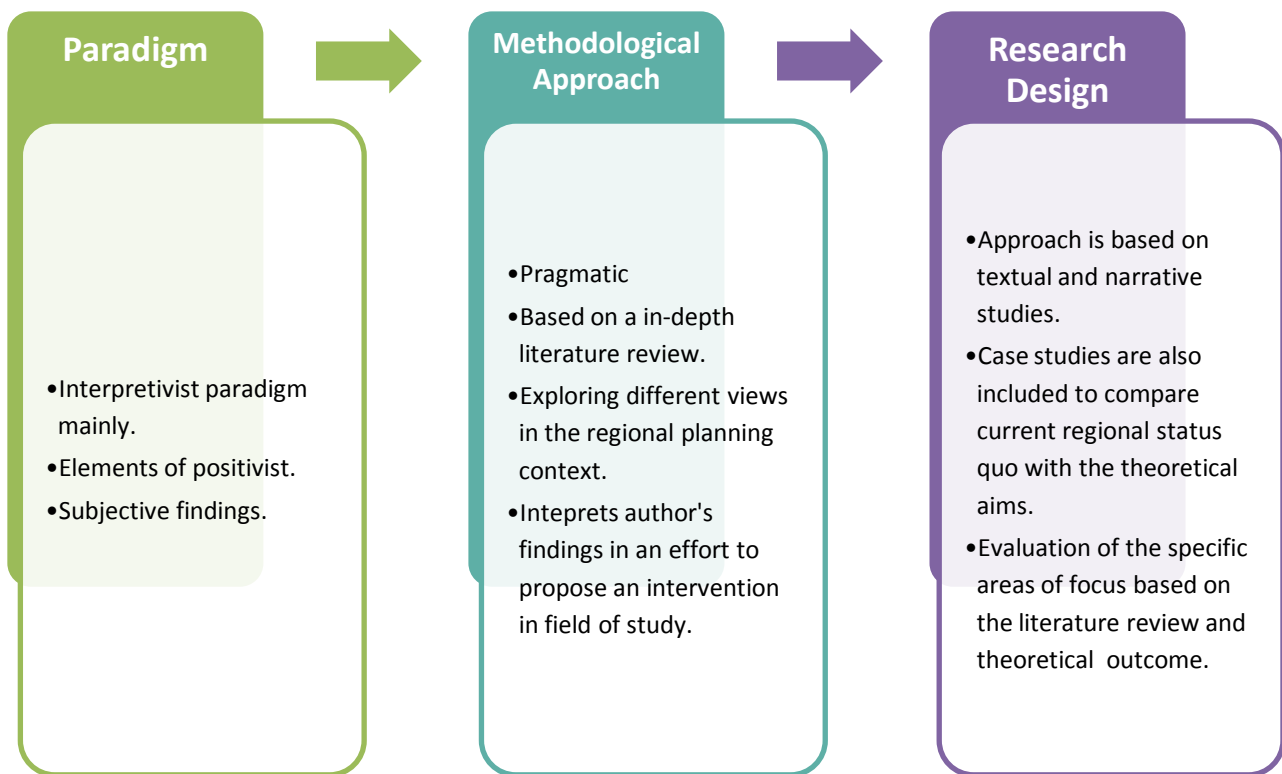 Paradigm
•Interpretivist paradigm
mainly.
•Elements of positivist.
•Subjective findings.
Methodological
Approach
•Pragmatic
•Based on a in-depth
literature review.
•Exploring different views
in the regional planning
context.
•Inteprets author's
findings in an effort to
propose an intervention
in field of study.
Research
Design
•Approach is based on
textual and narrative
studies.
•Case studies are also
included to compare
current regional status
quo with the theoretical
aims.
•Evaluation of the specific
areas of focus based on
the literature review and
theoretical  outcome.